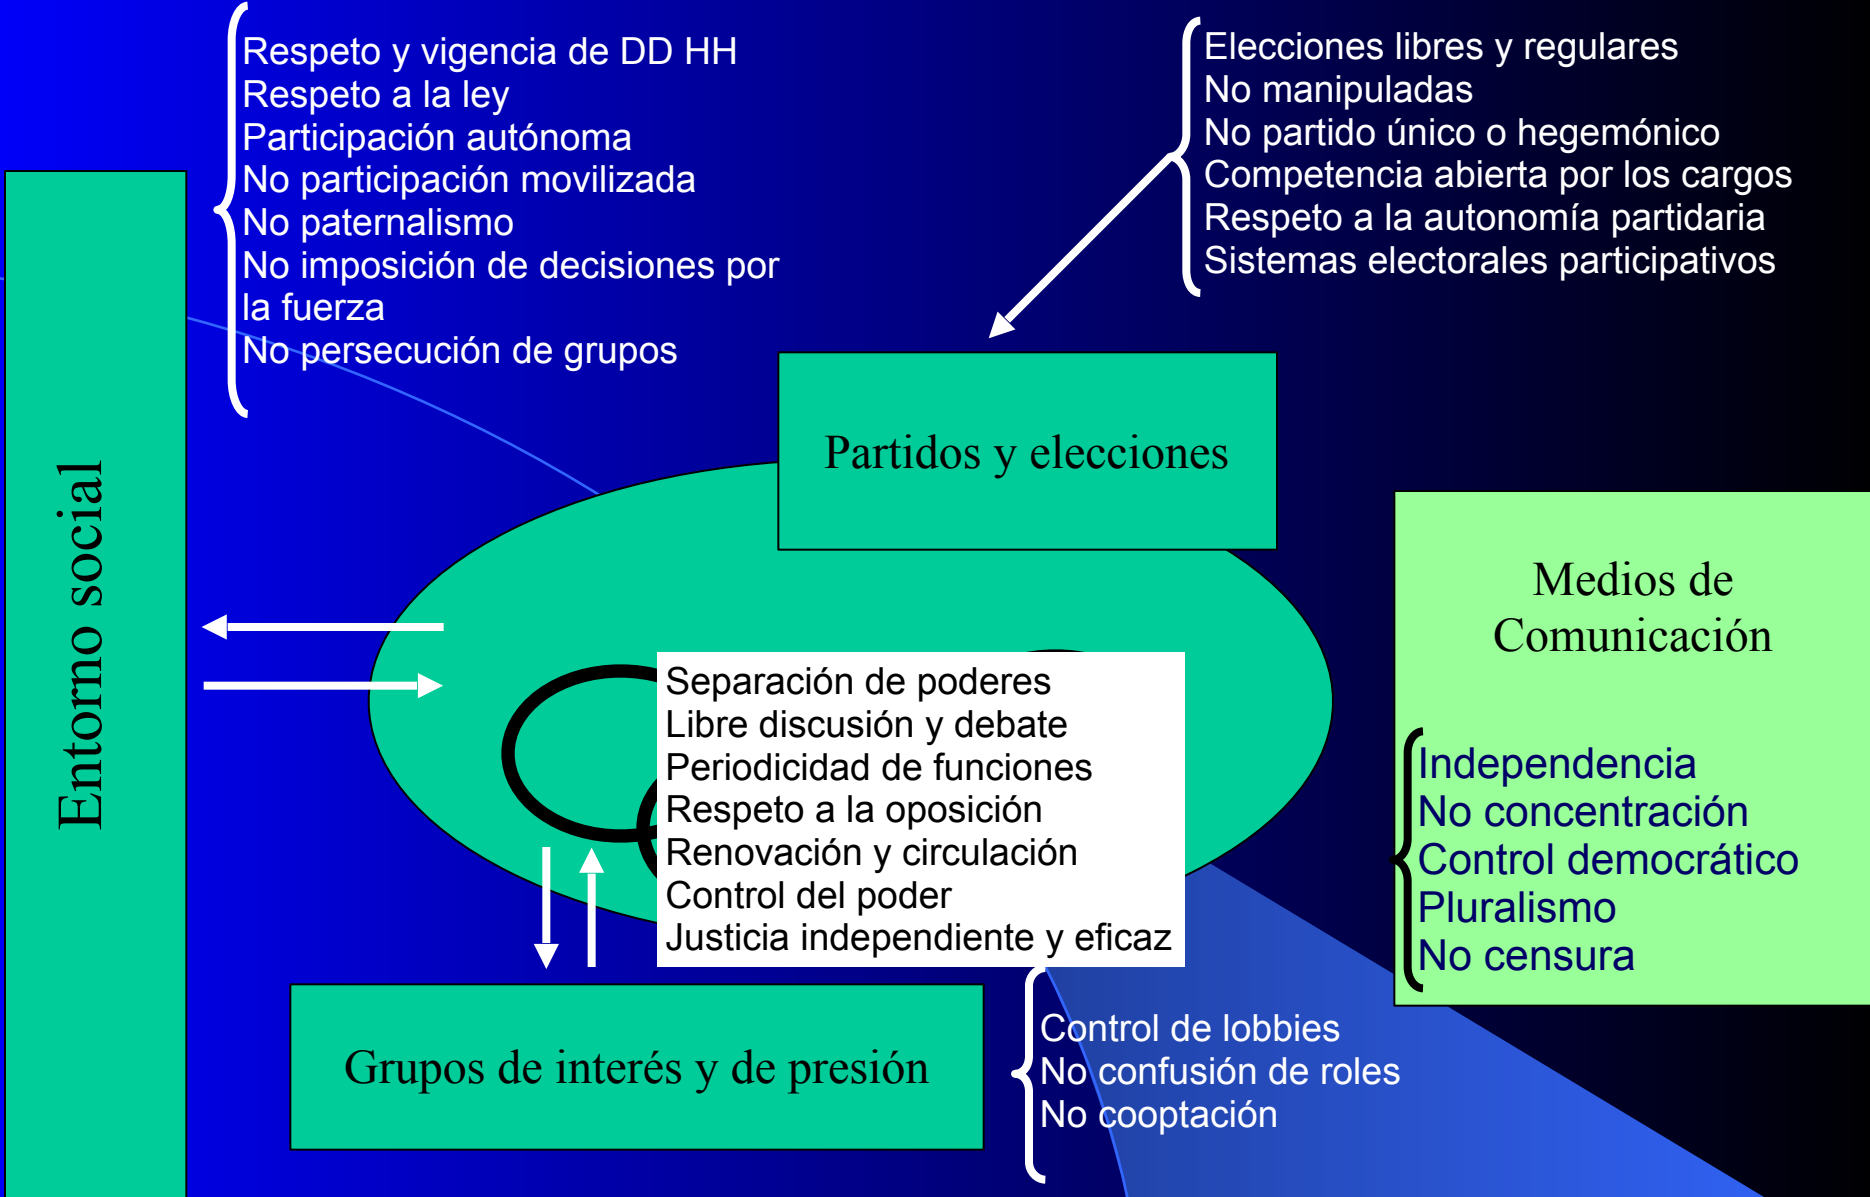 Respeto y vigencia de DD HH
Respeto a la ley
Participación autónoma
No participación movilizada
No paternalismo
No imposición de decisiones por
la fuerza
No persecución de grupos
Elecciones libres y regulares
No manipuladas
No partido único o hegemónico
Competencia abierta por los cargos
Respeto a la autonomía partidaria
Sistemas electorales participativos
Entorno social
Partidos y elecciones
Medios de
Comunicación
Independencia
No concentración
Control democrático
Pluralismo
No censura
Separación de poderes
Libre discusión y debate
Periodicidad de funciones
Respeto a la oposición
Renovación y circulación
Control del poder
Justicia independiente y eficaz
Grupos de interés y de presión
Control de lobbies
No confusión de roles
No cooptación